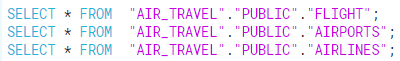 SELECT * FROM  "AIR_TRAVEL"."PUBLIC"."FLIGHT";
SELECT * FROM  "AIR_TRAVEL"."PUBLIC"."AIRPORTS";
SELECT * FROM  "AIR_TRAVEL"."PUBLIC"."AIRLINES";